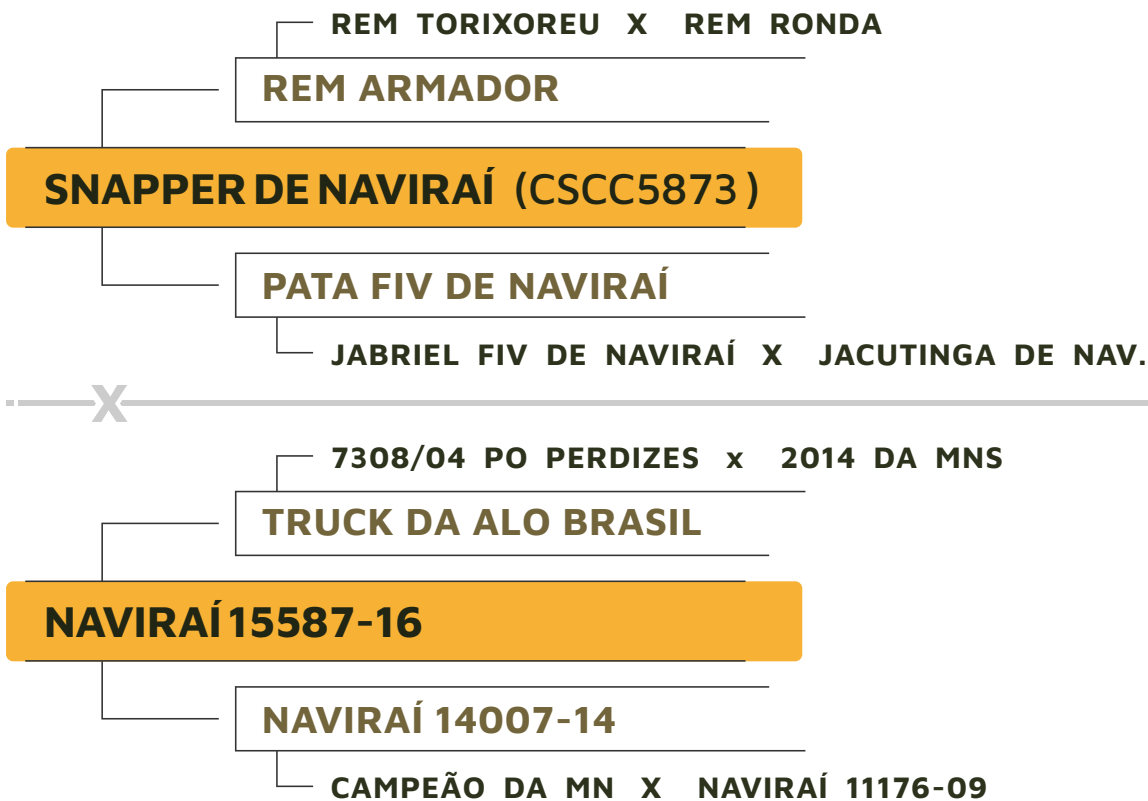 REM TORIXOREU X REM RONDA
REM ARMADOR
SNAPPER DE NAVIRAÍ (CSCC5873 )
PATA FIV DE NAVIRAÍ
JABRIEL FIV DE NAVIRAÍ X JACUTINGA DE NAV.
X
7308/04 PO PERDIZES x 2014 DA MNS
TRUCK DA ALO BRASIL
NAVIRAÍ 15587-16
NAVIRAÍ 14007-14
CAMPEÃO DA MN X NAVIRAÍ 11176-09